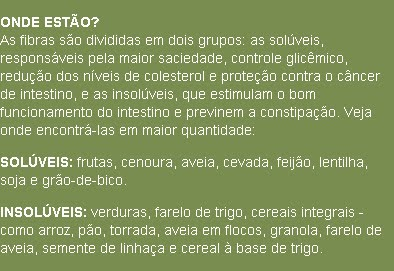 ONDE ESTÃO?
As fibras são divididas em dois grupos: as solúveis,
responsáveis pela maior saciedade, controle glicêmico,
redução dos níveis de colesterol e proteção contra o câncer
de intestino, e as insolúveis, que estimulam o bom
funcionamento do intestino e previnem a constipação. Veja
onde encontrá-las em maior quantidade:
SOLÚVEIS: frutas, cenoura, aveia, cevada, feijão, lentilha,
soja e grão-de-bico.
INSOLÚVEIS: verduras, farelo de trigo, cereais integrais -
como arroz, pão, torrada, aveia em flocos, granola, farelo de
aveia, semente de linhaça e cereal à base de trigo.